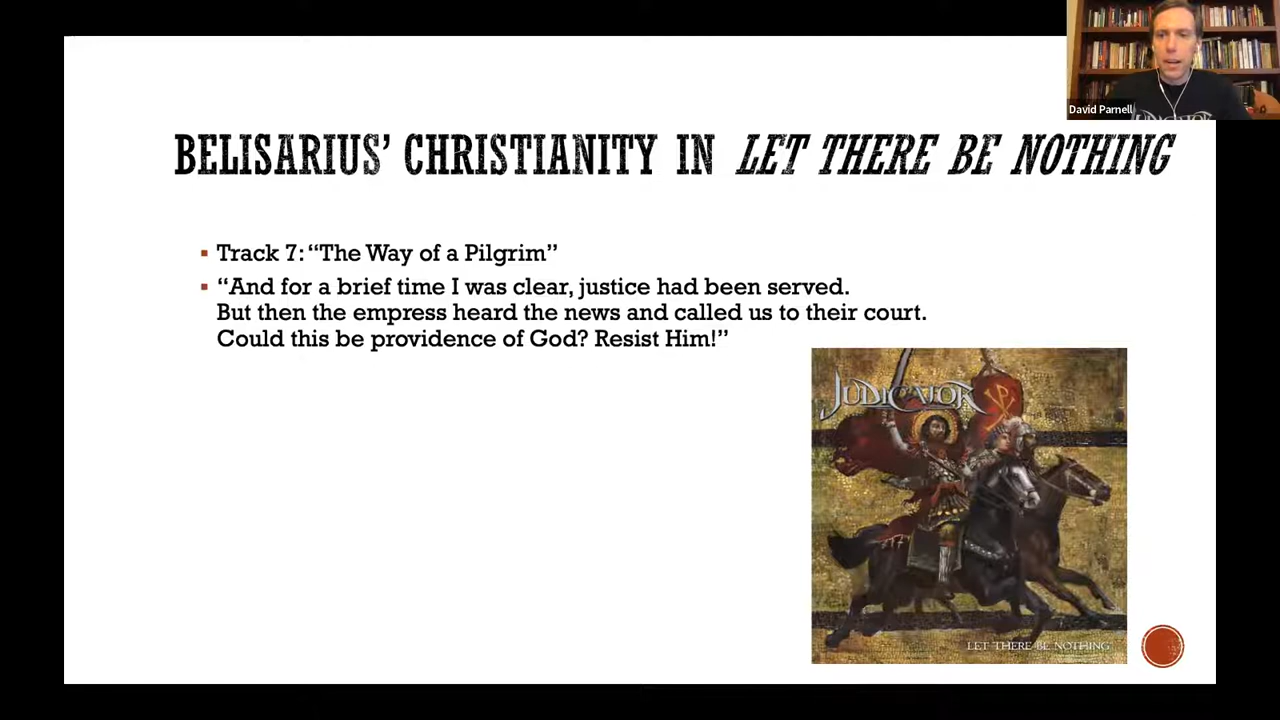 David Parnell
BELISARIUS’ CHRISTIANITY IN LET THERE BE NOTHING
Track 7: “The Way of a Pilgrim”
“And for a brief time I was clear, justice had been served.
But then the empress heard the news and called us to their court.
Could this be providence of God? Resist Him!”
JUDICATOR
LET THERE BE NOTHING